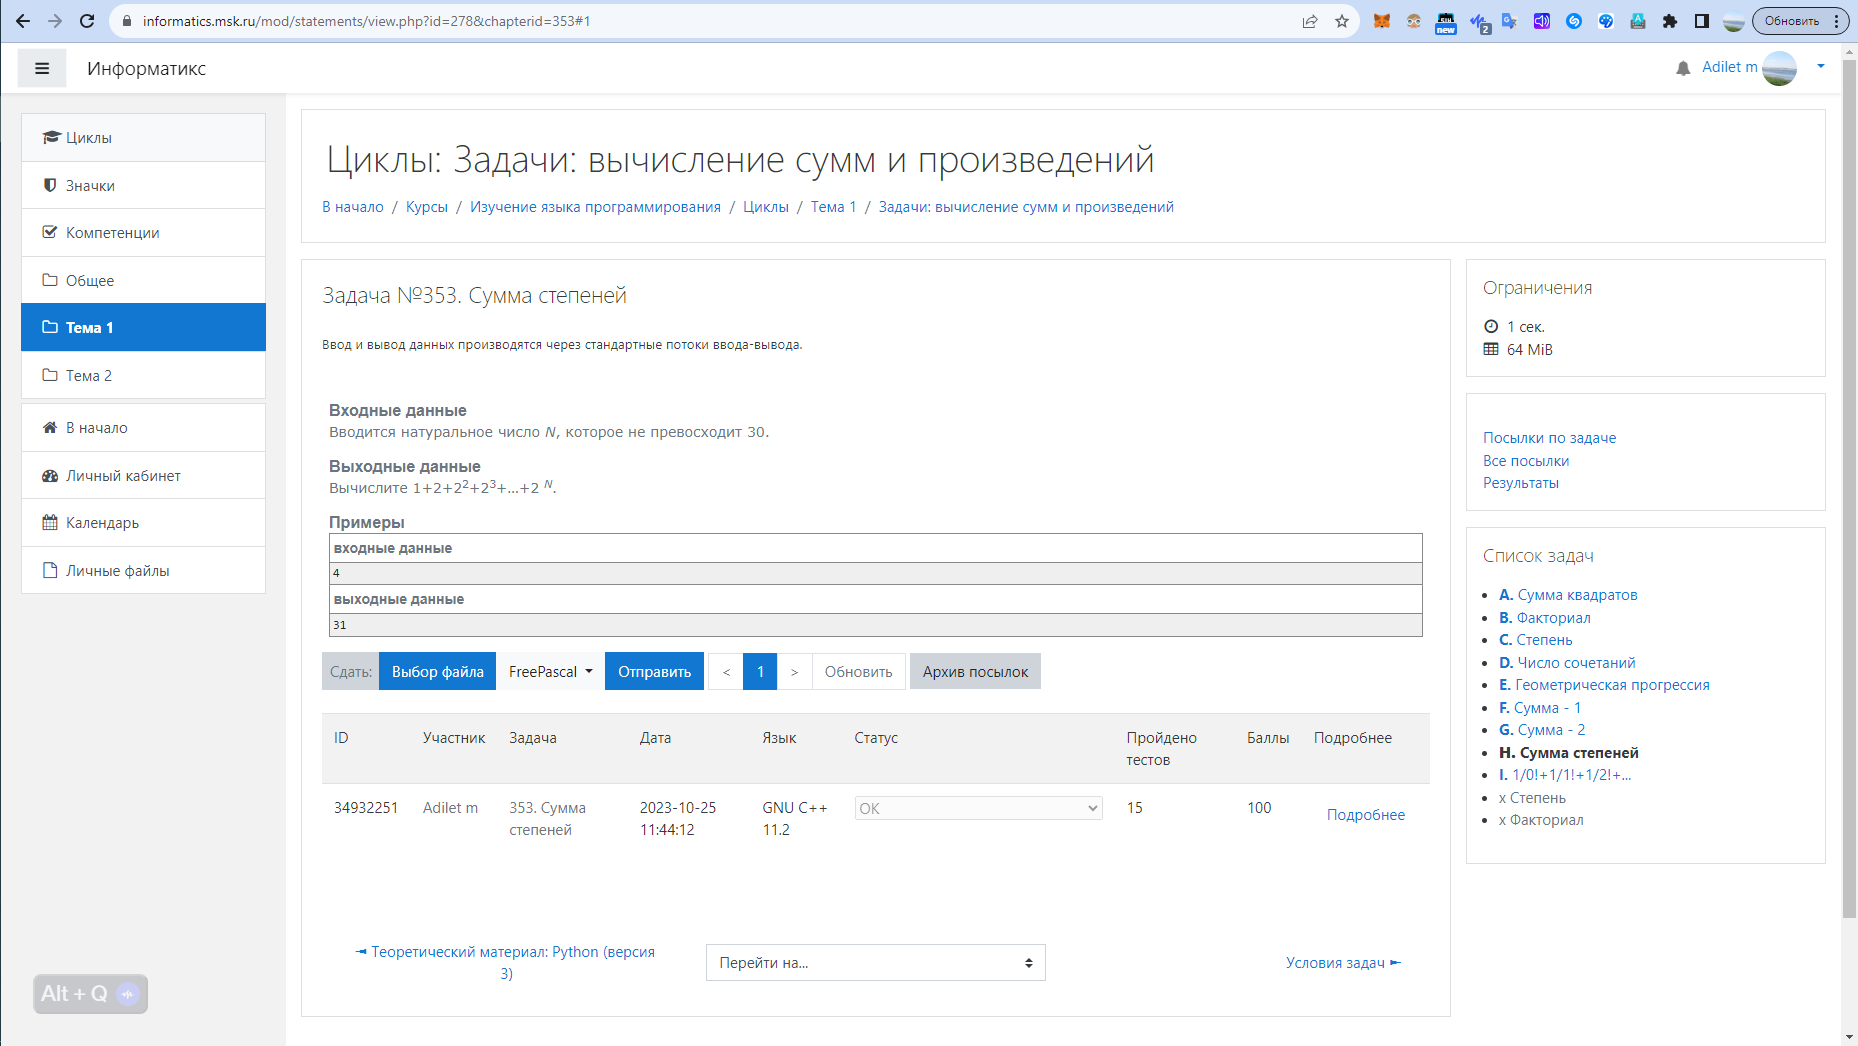 informatics.msk.ru/mod/statements/view.php?id=278&chapterid=353#1
new
2
Обновить
Информатикс
Adilet m
Циклы
Значки
Компетенции
Общее
Тема 1
Тема 2
В начало
Личный кабинет
Календарь
Личные файлы
Циклы: Задачи: вычисление сумм и произведений
В начало / Курсы / Изучение языка программирования / Циклы / Тема 1 / Задачи: вычисление сумм и произведений
Задача №353. Сумма степеней
Ввод и вывод данных производятся через стандартные потоки ввода-вывода.
Входные данные
Вводится натуральное число N, которое не превосходит 30.
Выходные данные
Вычислите 1+2+2²+2³+...+2 ᴺ.
Примеры
входные данные
4
выходные данные
31
Сдать: Выбор файла FreePascal Отправить < 1 > Обновить Архив посылок
ID Участник Задача Дата Язык Статус Пройдено тестов Баллы Подробнее
34932251 Adilet m 353. Сумма степеней 2023-10-25 11:44:12 GNU C++ 11.2 OK 15 100 Подробнее
◄ Теоретический материал: Python (версия 3)
Перейти на...
Условия задач ►
Ограничения
1 сек.
64 MiB
Посылки по задаче
Все посылки
Результаты
Список задач
A. Сумма квадратов
B. Факториал
C. Степень
D. Число сочетаний
E. Геометрическая прогрессия
F. Сумма - 1
G. Сумма - 2
H. Сумма степеней
I. 1/0!+1/1!+1/2!+...
x Степень
x Факториал
Alt + Q